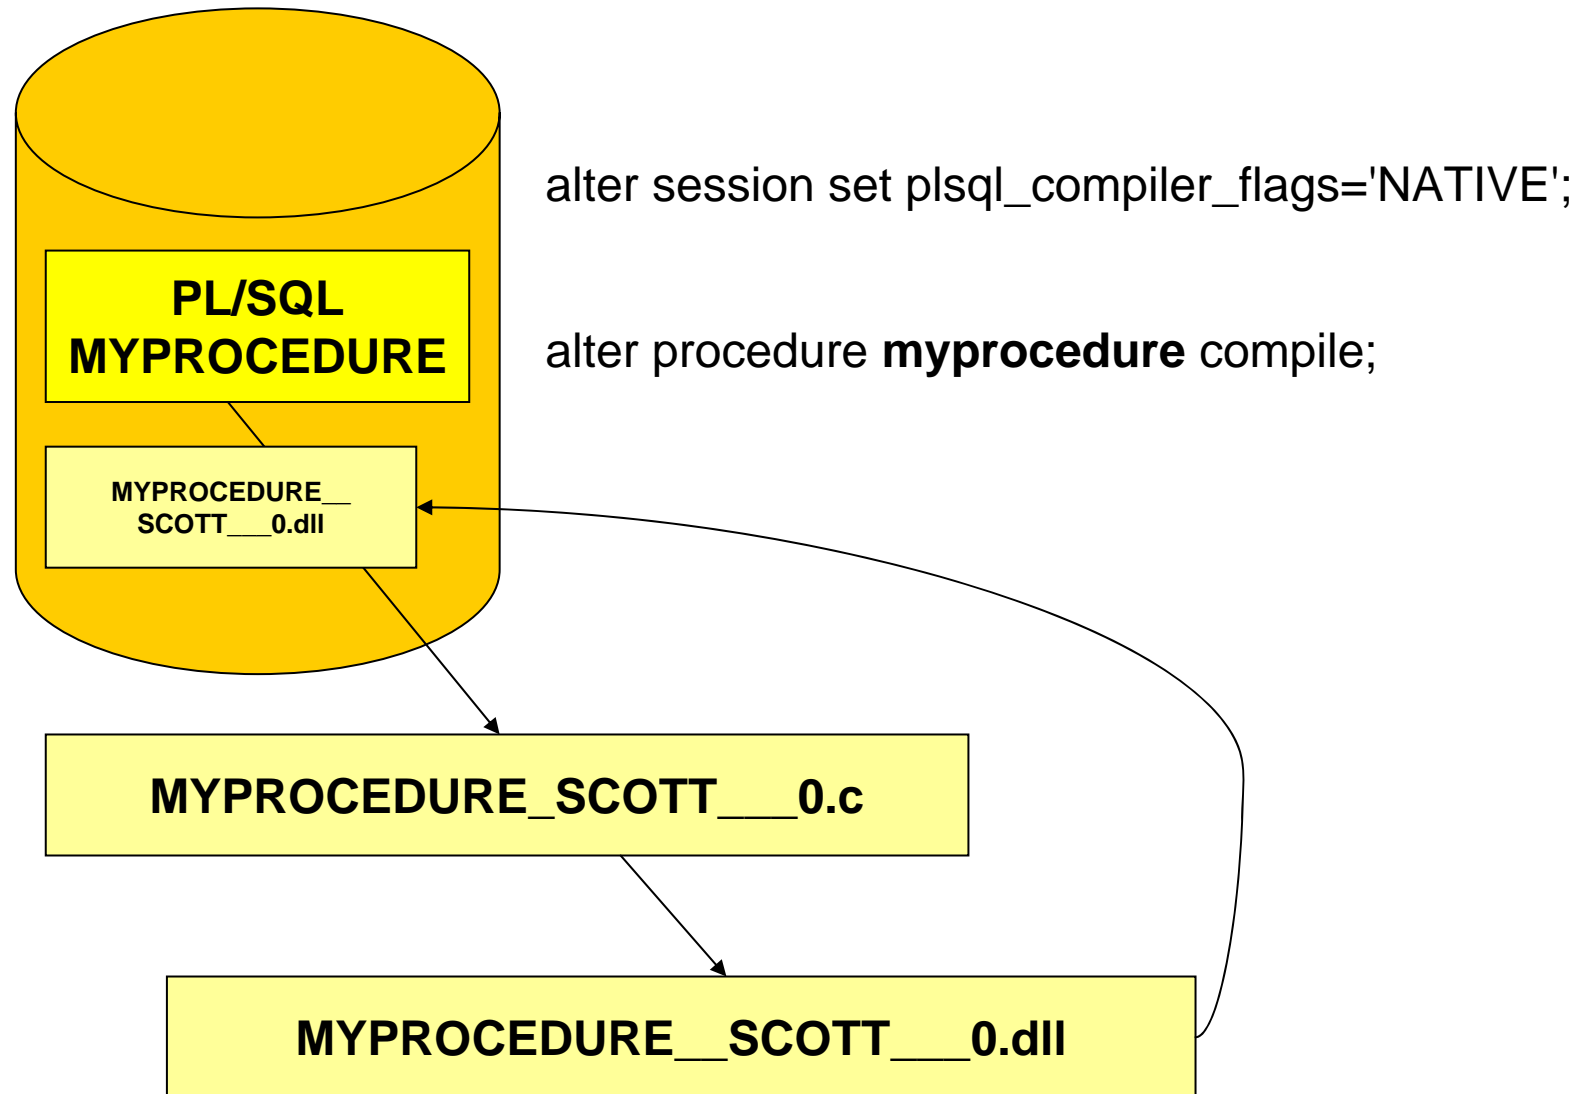 alter session set plsql_compiler_flags='NATIVE';
PL/SQL
MYPROCEDURE
alter procedure myprocedure compile;
MYPROCEDURE__
SCOTT___0.dll
MYPROCEDURE_SCOTT___0.c
MYPROCEDURE__SCOTT___0.dll